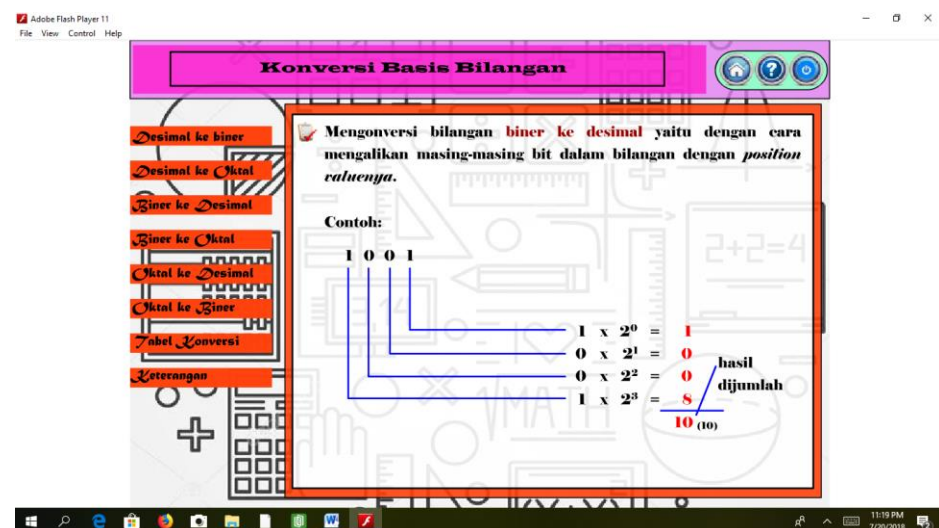 Adobe Flash Player 11
File View Control Help
Konversi Basis Bilangan
Desimal ke biner
Desimal ke Oktal
Biner ke Desimal
Biner ke Oktal
Oktal ke Desimal
Oktal ke Biner
Tabel Konversi
Keterangan
Mengonversi bilangan biner ke desimal yaitu dengan cara
mengalikan masing-masing bit dalam bilangan dengan position
valuenya.
Contoh:
1 0 0 1
1 x 2⁰ = 1
0 x 2¹ = 0
0 x 2² = 0
1 x 2³ = 8
hasil
dijumlah
10 (10)
2+2=4
MATH
11:19 PM
7/20/2018